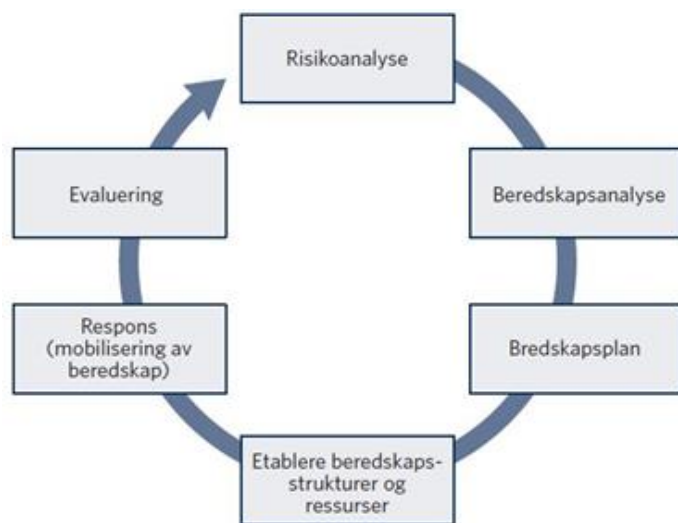 Risikoanalyse
Beredskapsanalyse
Bredskapsplan
Etablere beredskaps-
strukturer og
ressurser
Respons
(mobilisering av
beredskap)
Evaluering